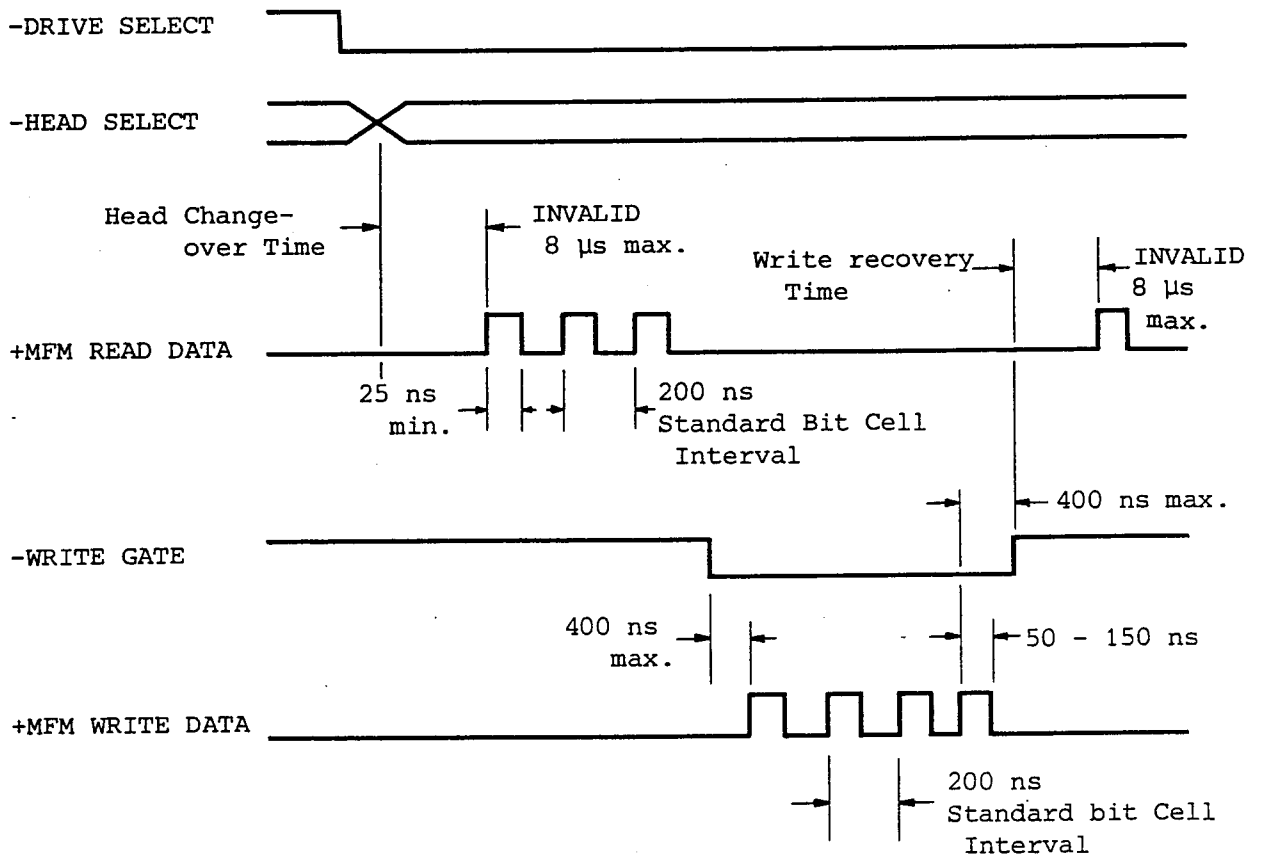 -DRIVE SELECT
-HEAD SELECT
Head Change-
over Time
INVALID
8 μs max.
Write recovery
Time
INVALID
8 μs
max.
+MFM READ DATA
25 ns
min.
200 ns
Standard Bit Cell
Interval
400 ns max.
-WRITE GATE
400 ns
max.
50 - 150 ns
+MFM WRITE DATA
200 ns
Standard bit Cell
Interval